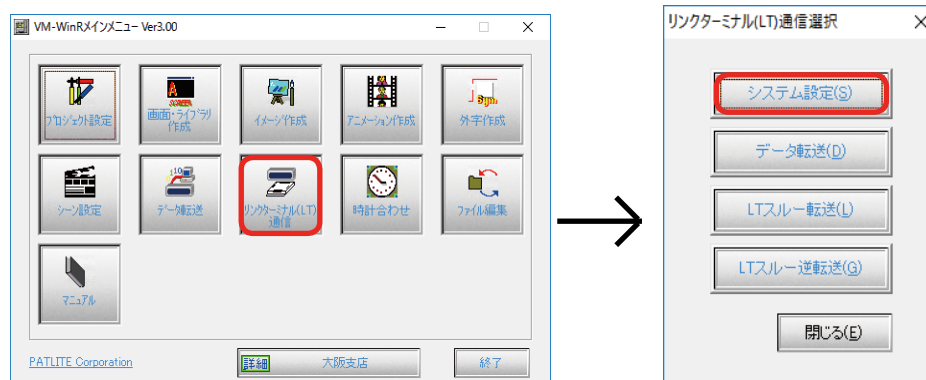 VM-WinRメインメニュー Ver3.00
プロジェクト設定
画面・ライブラリ
作成
イメージ作成
アニメーション作成
外字作成
シーン設定
データ転送
リンクターミナル(LT)
通信
時計合わせ
ファイル編集
マニュアル
PATLITE Corporation
詳細 大阪支店
終了
リンクターミナル(LT)通信選択
システム設定(S)
データ転送(D)
LTスルー転送(L)
LTスルー逆転送(G)
閉じる(E)